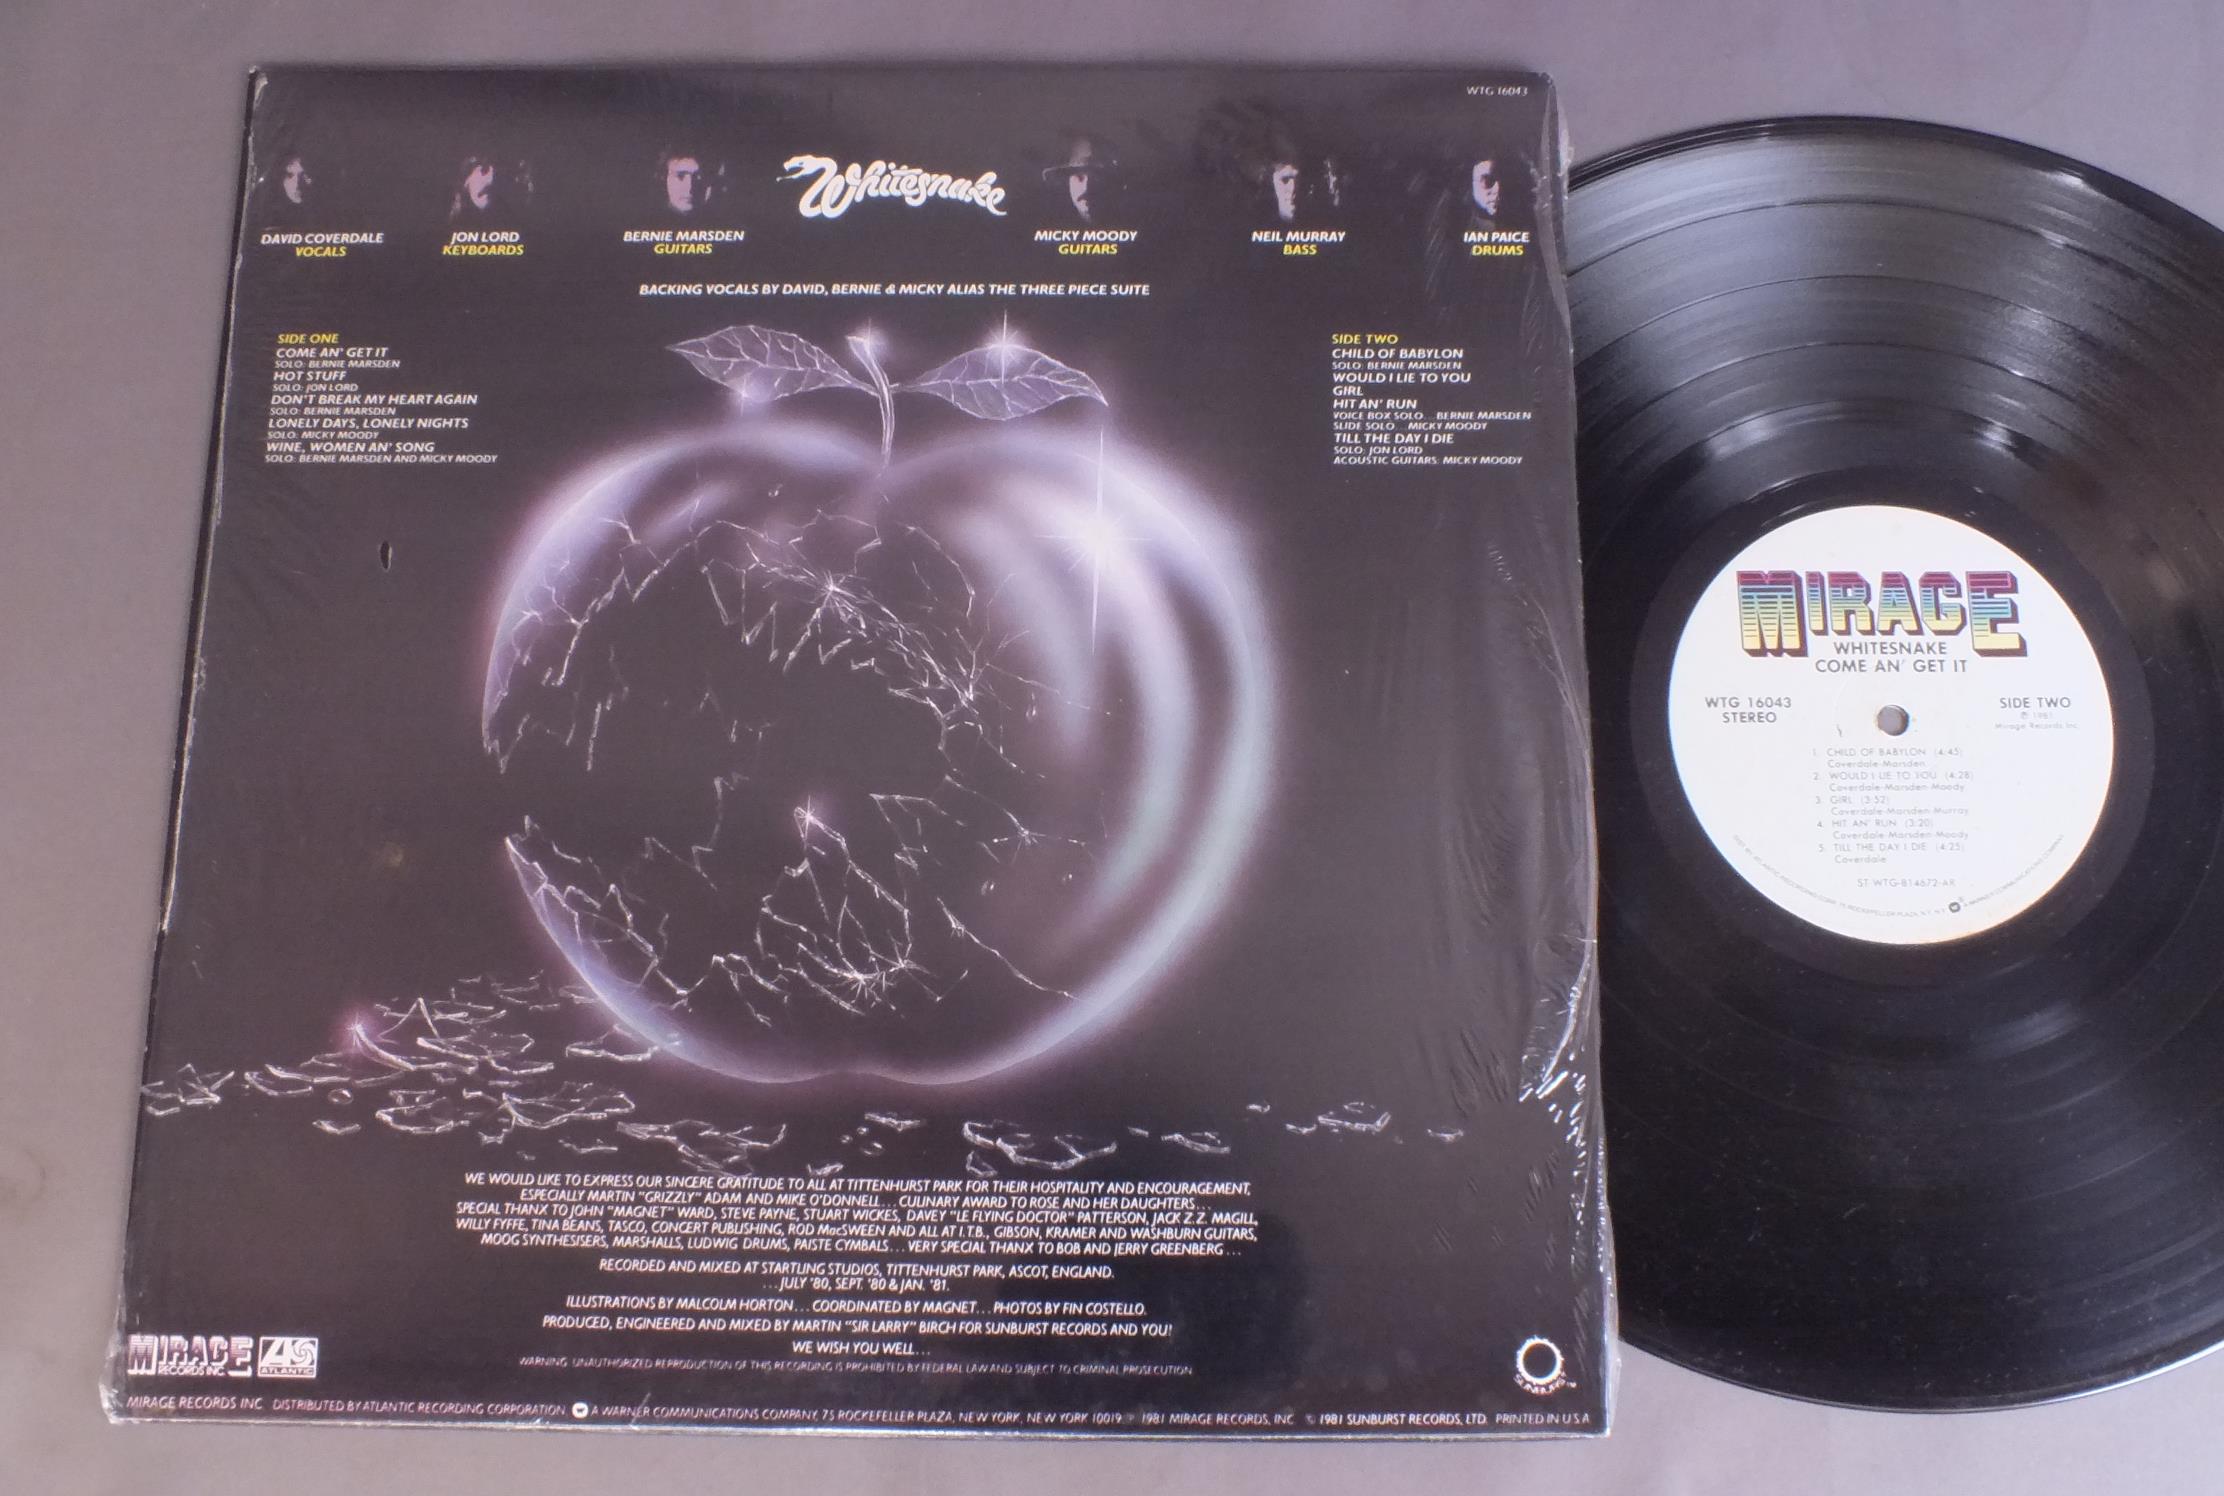 WTG 16043
Whitesnake
DAVID COVERDALE
VOCALS
JON LORD
KEYBOARDS
BERNIE MARSDEN
GUITARS
MICKY MOODY
GUITARS
NEIL MURRAY
BASS
IAN PAICE
DRUMS
BACKING VOCALS BY DAVID, BERNIE & MICKY ALIAS THE THREE PIECE SUITE
SIDE ONE
COME AN' GET IT
SOLO: BERNIE MARSDEN
HOT STUFF
SOLO: JON LORD
DON'T BREAK MY HEART AGAIN
SOLO: BERNIE MARSDEN
LONELY DAYS, LONELY NIGHTS
SOLO: MICKY MOODY
WINE, WOMEN AN' SONG
SOLO: BERNIE MARSDEN AND MICKY MOODY
SIDE TWO
CHILD OF BABYLON
SOLO: BERNIE MARSDEN
WOULD I LIE TO YOU
GIRL
HIT AN' RUN
VOICE BOX SOLO... BERNIE MARSDEN
SLIDE SOLO... MICKY MOODY
TILL THE DAY I DIE
SOLO: JON LORD
ACOUSTIC GUITARS: MICKY MOODY
WE WOULD LIKE TO EXPRESS OUR SINCERE GRATITUDE TO ALL AT TITTENHURST PARK FOR THEIR HOSPITALITY AND ENCOURAGEMENT,
ESPECIALLY MARTIN "GRIZZLY" ADAM AND MIKE O'DONNELL... CULINARY AWARD TO ROSE AND HER DAUGHTERS...
SPECIAL THANX TO JOHN "MAGNET" WARD, STEVE PAYNE, STUART WICKES, DAVEY "LE FLYING DOCTOR" PATTERSON, JACK Z.Z. MAGILL,
WILLY FYFFE, TINA BEANS, TASCO, CONCERT PUBLISHING, ROD MacSWEEN AND ALL AT I.T.B., GIBSON, KRAMER AND WASHBURN GUITARS,
MOOG SYNTHESISERS, MARSHALLS, LUDWIG DRUMS, PAISTE CYMBALS... VERY SPECIAL THANX TO BOB AND JERRY GREENBERG...
RECORDED AND MIXED AT STARTLING STUDIOS, TITTENHURST PARK, ASCOT, ENGLAND.
...JULY '80, SEPT. '80 & JAN. '81.
ILLUSTRATIONS BY MALCOLM HORTON... COORDINATED BY MAGNET... PHOTOS BY FIN COSTELLO.
PRODUCED, ENGINEERED AND MIXED BY MARTIN "SIR LARRY" BIRCH FOR SUNBURST RECORDS AND YOU!
WE WISH YOU WELL...
WARNING: UNAUTHORIZED REPRODUCTION OF THIS RECORDING IS PROHIBITED BY FEDERAL LAW AND SUBJECT TO CRIMINAL PROSECUTION
MIRAGE
RECORDS INC.
ATLANTIC
SUNBURST TM
MIRAGE RECORDS INC DISTRIBUTED BY ATLANTIC RECORDING CORPORATION A WARNER COMMUNICATIONS COMPANY, 75 ROCKEFELLER PLAZA, NEW YORK, NEW YORK 10019 ℗ 1981 MIRAGE RECORDS, INC © 1981 SUNBURST RECORDS, LTD. PRINTED IN U S A
MIRAGE
WHITESNAKE
COME AN' GET IT
WTG 16043
STEREO
SIDE TWO
℗ 1981
Mirage Records Inc.
1. CHILD OF BABYLON (4:45)
Coverdale-Marsden
2. WOULD I LIE TO YOU (4:28)
Coverdale-Marsden-Moody
3. GIRL (3:52)
Coverdale-Marsden-Murray
4. HIT AN' RUN (3:20)
Coverdale-Marsden-Moody
5. TILL THE DAY I DIE (4:25)
Coverdale
ST-WTG-814672-AR
DIST. BY ATLANTIC RECORDING CORP., 75 ROCKEFELLER PLAZA, N.Y., N.Y. ® A WARNER COMMUNICATIONS COMPANY